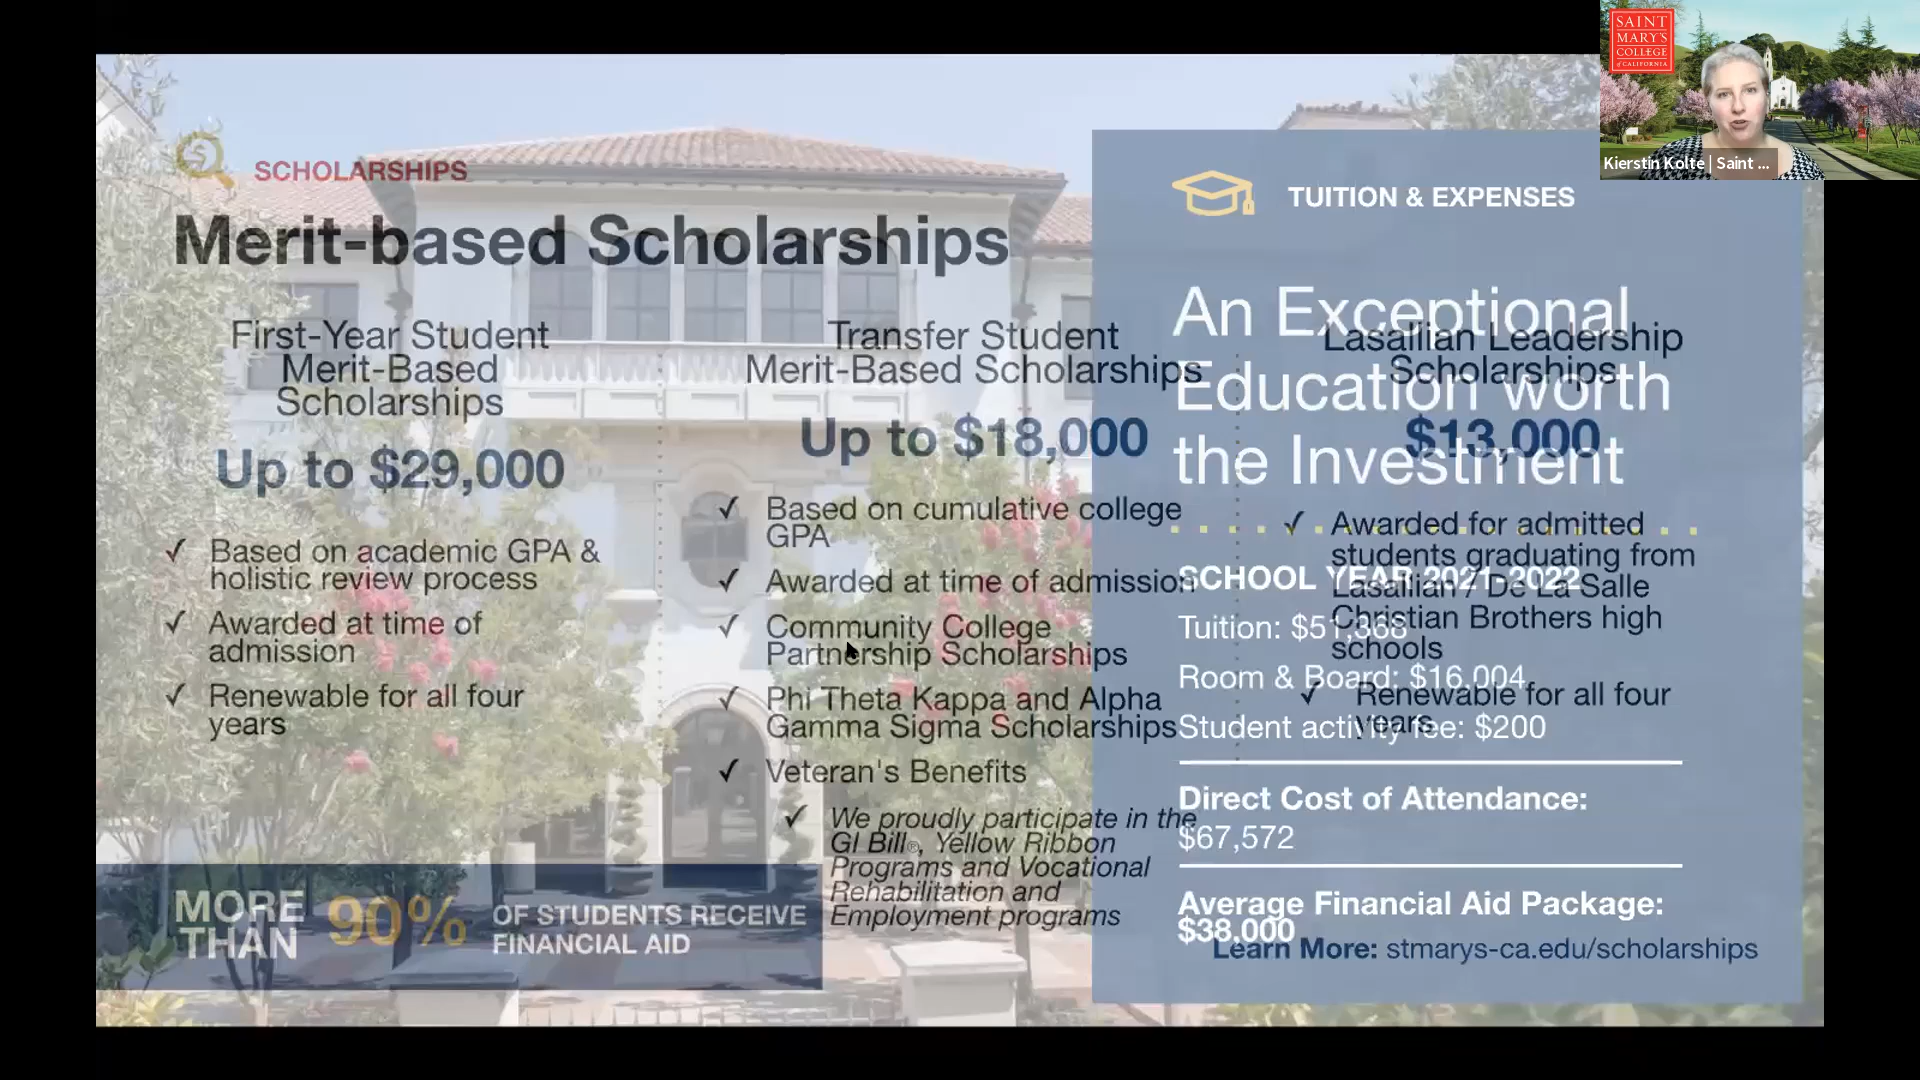 SAINT
MARY'S
COLLEGE
of CALIFORNIA
Kierstin Kolte | Saint ...
SCHOLARSHIPS
Merit-based Scholarships
First-Year Student
Merit-Based
Scholarships
Up to $29,000
✓ Based on academic GPA &
holistic review process
✓ Awarded at time of
admission
✓ Renewable for all four
years
Transfer Student
Merit-Based Scholarships
Up to $18,000
✓ Based on cumulative college
GPA
✓ Awarded at time of admission
✓ Community College
Partnership Scholarships
✓ Phi Theta Kappa and Alpha
Gamma Sigma Scholarships
✓ Veteran's Benefits
✓ We proudly participate in the
GI Bill®, Yellow Ribbon
Programs and Vocational
Rehabilitation and
Employment programs
Lasallian Leadership
Scholarships
$13,000
✓ Awarded for admitted
students graduating from
Lasallian / De La Salle
Christian Brothers high
schools
✓ Renewable for all four
years
Learn More: stmarys-ca.edu/scholarships
TUITION & EXPENSES
An Exceptional
Education worth
the Investment
SCHOOL YEAR 2021-2022
Tuition: $51,368
Room & Board: $16,004
Student activity fee: $200
Direct Cost of Attendance:
$67,572
Average Financial Aid Package:
$38,000
MORE
THAN
90%
OF STUDENTS RECEIVE
FINANCIAL AID